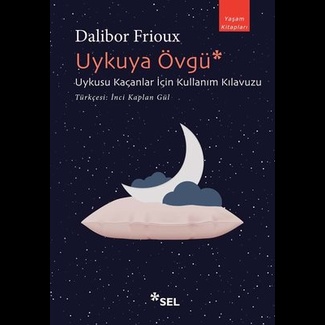 Dalibor Frioux
Yaşam
Kitapları
Uykuya Övgü*
Uykusu Kaçanlar İçin Kullanım Kılavuzu
Türkçesi: İnci Kaplan Gül
*SEL